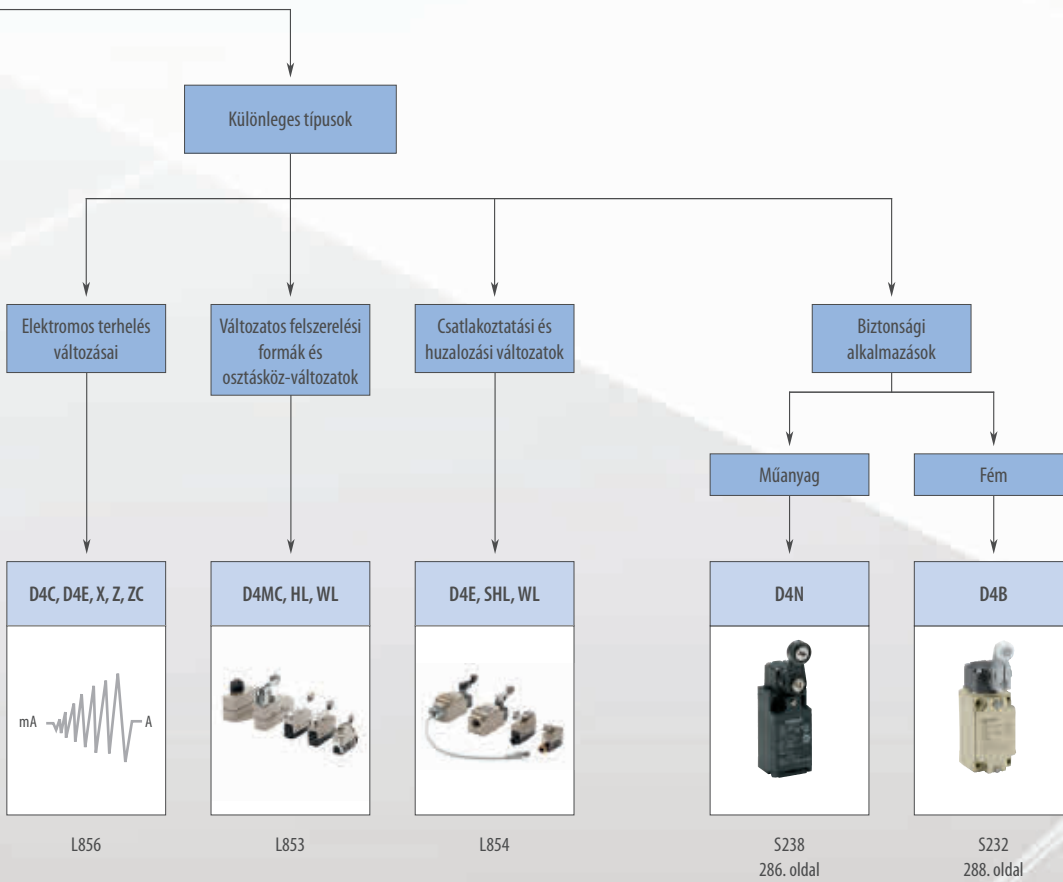 Különleges típusok
Elektromos terhelés
változásai
Változatos felszerelési
formák és
osztásköz-változatok
Csatlakoztatási és
huzalozási változatok
Biztonsági
alkalmazások
Műanyag
Fém
D4C, D4E, X, Z, ZC
D4MC, HL, WL
D4E, SHL, WL
D4N
D4B
mA
A
L856
L853
L854
S238
286. oldal
S232
288. oldal